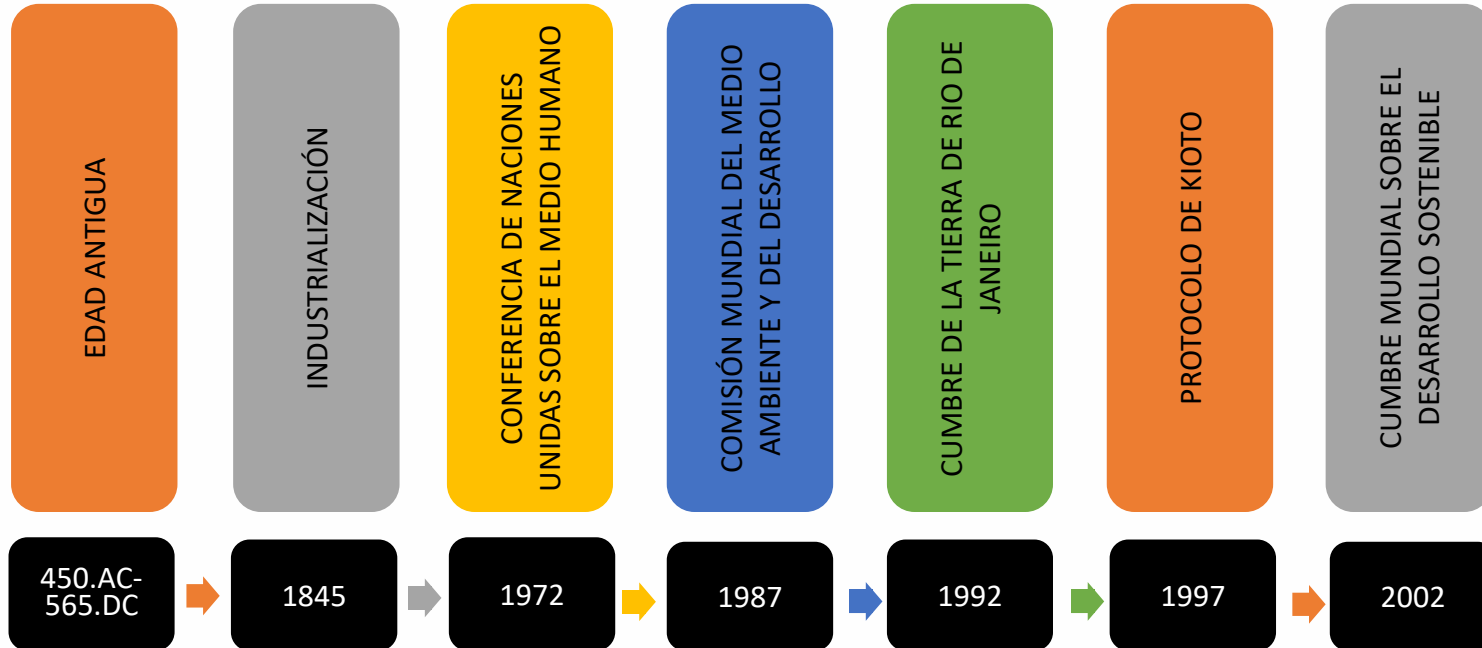 EDAD ANTIGUA
INDUSTRIALIZACIÓN
CONFERENCIA DE NACIONES
UNIDAS SOBRE EL MEDIO HUMANO
COMISIÓN MUNDIAL DEL MEDIO
AMBIENTE Y DEL DESARROLLO
CUMBRE DE LA TIERRA DE RIO DE
JANEIRO
PROTOCOLO DE KIOTO
CUMBRE MUNDIAL SOBRE EL
DESARROLLO SOSTENIBLE
450.AC-
565.DC
1845
1972
1987
1992
1997
2002